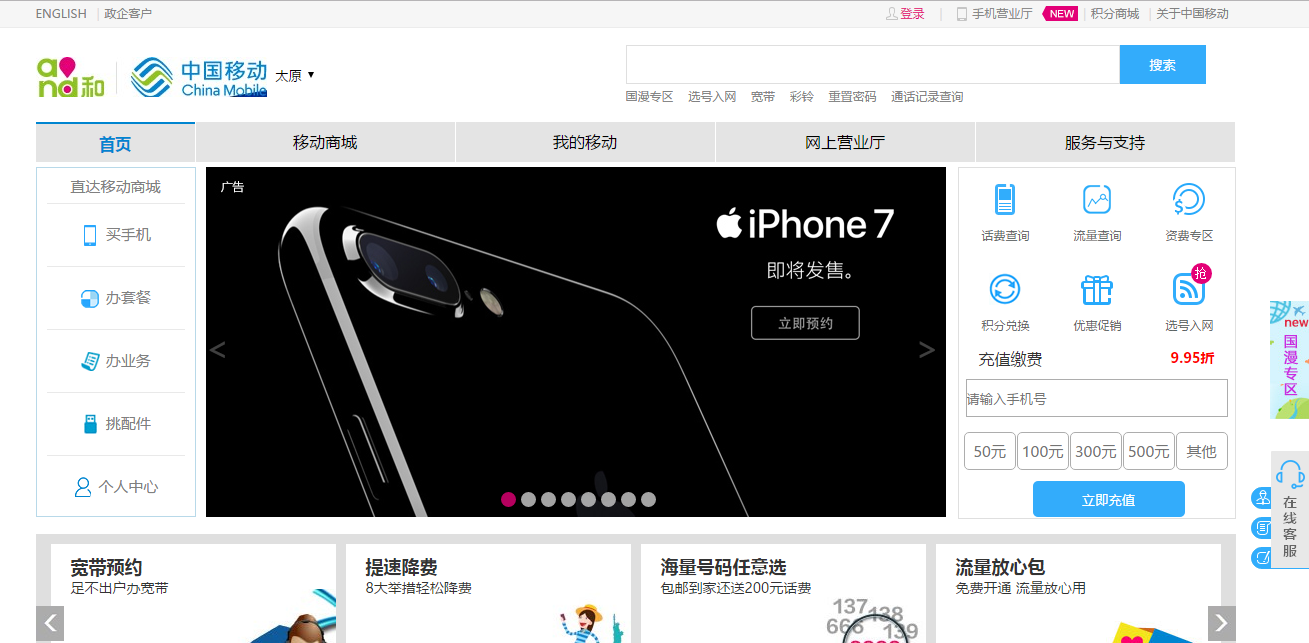 ENGLISH 政企客户 登录 手机营业厅 NEW 积分商城 关于中国移动
and和 中国移动 China Mobile 太原 ▼
搜索
国漫专区 选号入网 宽带 彩铃 重置密码 通话记录查询
首页 移动商城 我的移动 网上营业厅 服务与支持
直达移动商城
买手机
办套餐
办业务
挑配件
个人中心
广告
iPhone 7
即将发售。
立即预约
话费查询 流量查询 资费专区
抢
积分兑换 优惠促销 选号入网
充值缴费 9.95折
请输入手机号
50元 100元 300元 500元 其他
立即充值
new
国漫专区
在线客服
宽带预约
足不出户办宽带
提速降费
8大举措轻松降费
海量号码任意选
包邮到家还送200元话费
137 138
666 139
流量放心包
免费开通 流量放心用